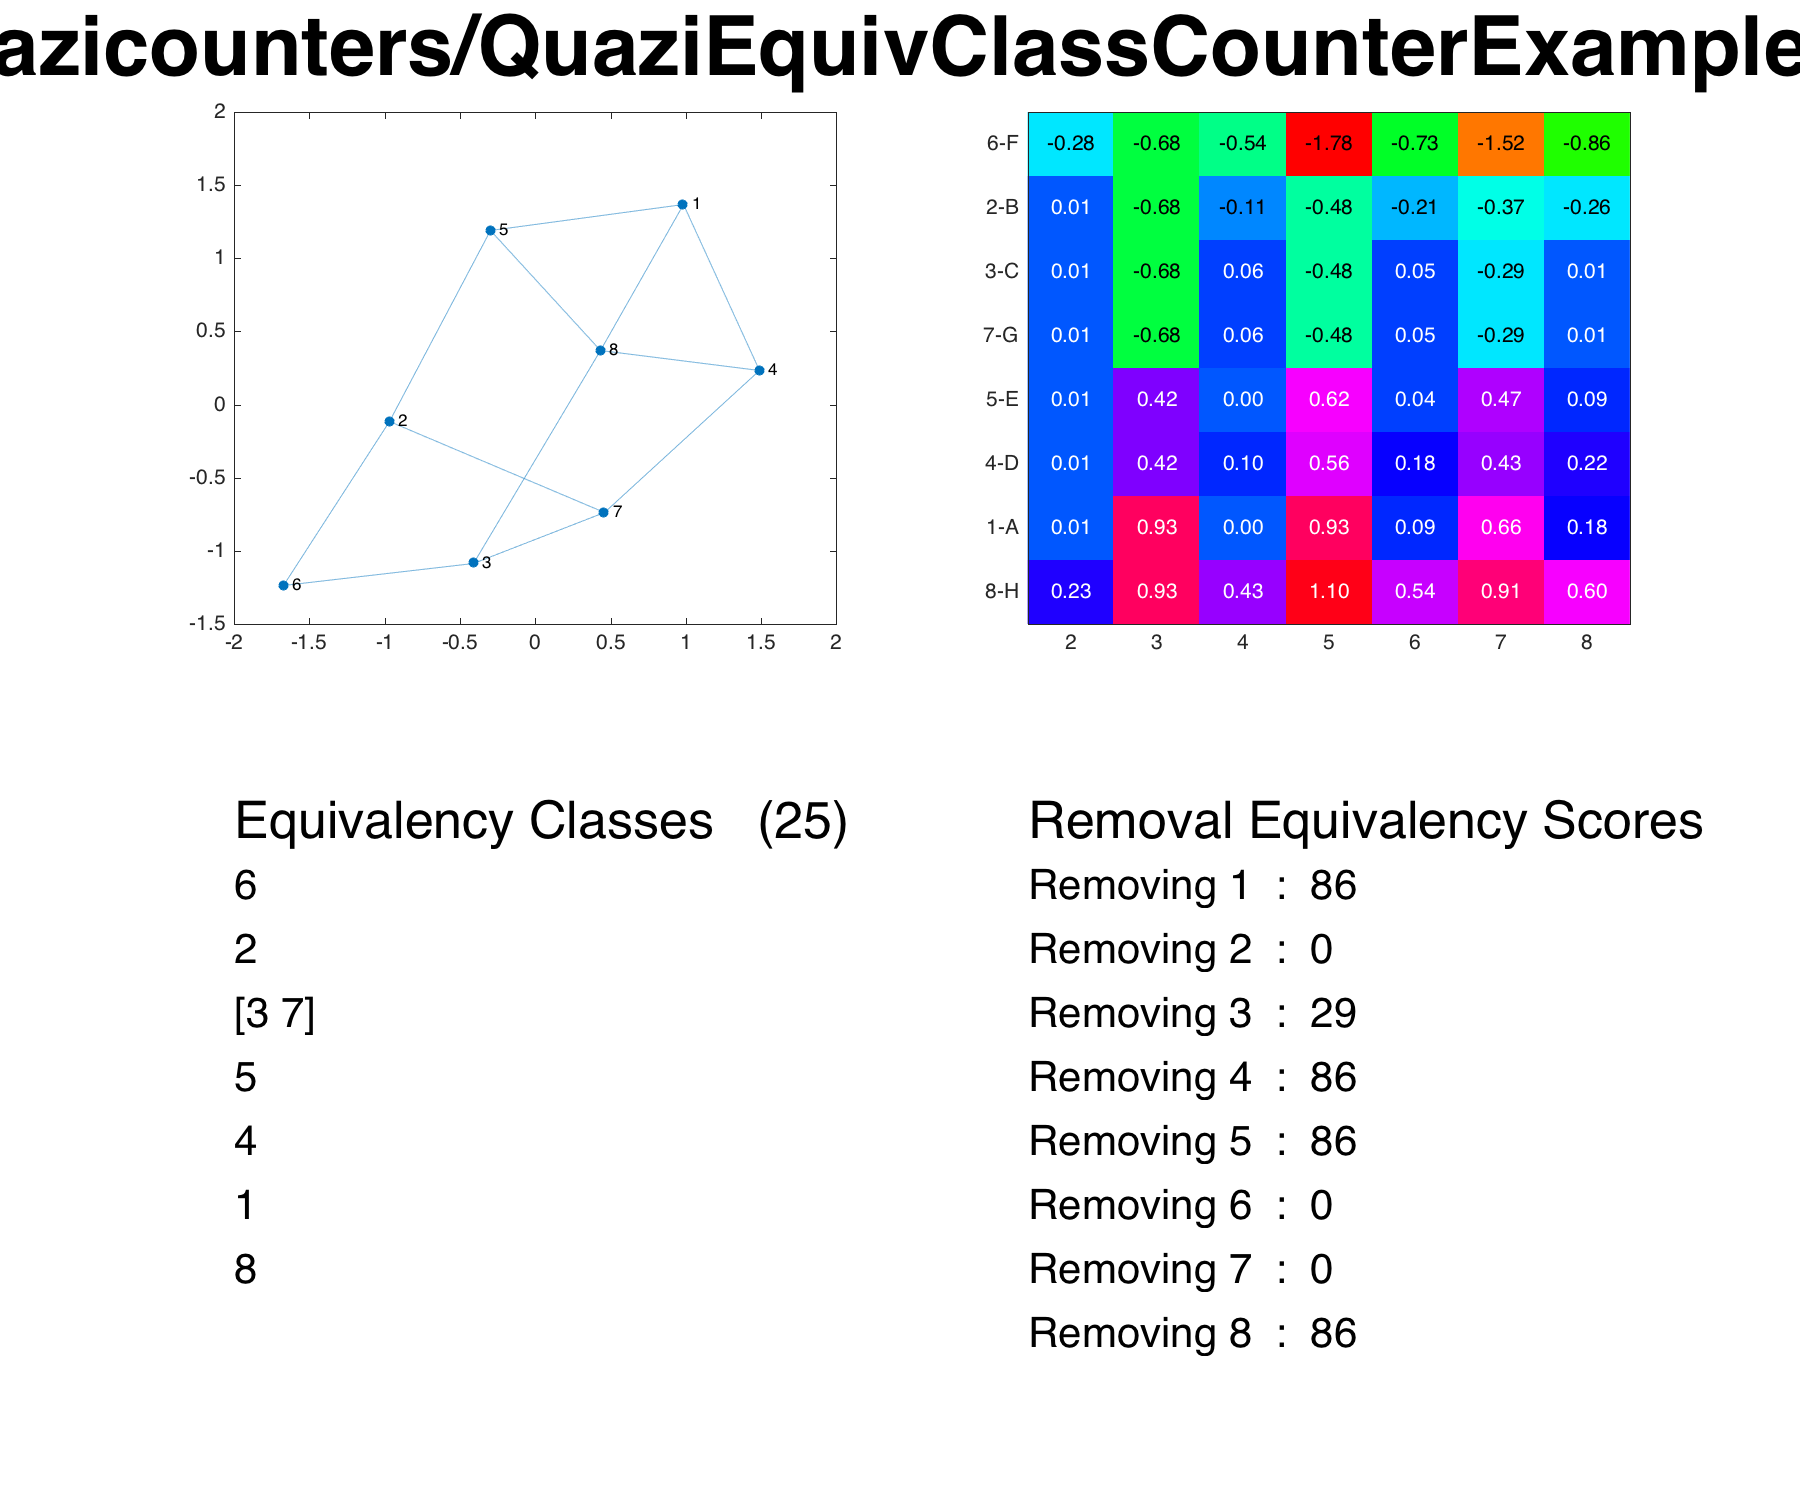 azicounters/QuaziEquivClassCounterExample
2
1.5
1
0.5
0
-0.5
-1
-1.5
-2 -1.5 -1 -0.5 0 0.5 1 1.5 2
1
5
8
4
2
7
3
6
6-F -0.28 -0.68 -0.54 -1.78 -0.73 -1.52 -0.86
2-B 0.01 -0.68 -0.11 -0.48 -0.21 -0.37 -0.26
3-C 0.01 -0.68 0.06 -0.48 0.05 -0.29 0.01
7-G 0.01 -0.68 0.06 -0.48 0.05 -0.29 0.01
5-E 0.01 0.42 0.00 0.62 0.04 0.47 0.09
4-D 0.01 0.42 0.10 0.56 0.18 0.43 0.22
1-A 0.01 0.93 0.00 0.93 0.09 0.66 0.18
8-H 0.23 0.93 0.43 1.10 0.54 0.91 0.60
2 3 4 5 6 7 8
Equivalency Classes (25)
6
2
[3 7]
5
4
1
8
Removal Equivalency Scores
Removing 1 : 86
Removing 2 : 0
Removing 3 : 29
Removing 4 : 86
Removing 5 : 86
Removing 6 : 0
Removing 7 : 0
Removing 8 : 86